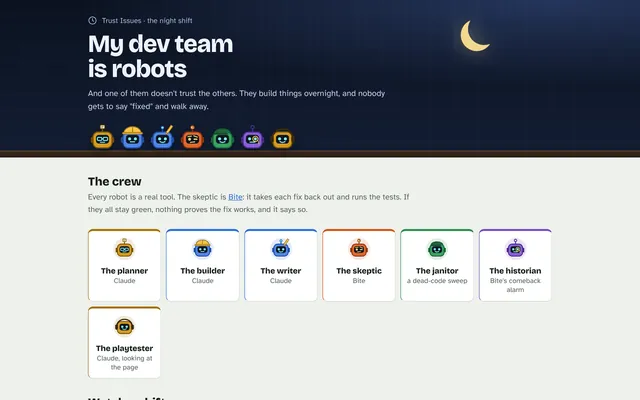 Trust Issues · the night shift
My dev team
is robots
And one of them doesn't trust the others. They build things overnight, and nobody
gets to say "fixed" and walk away.
The crew
Every robot is a real tool. The skeptic is Bite: it takes each fix back out and runs the tests. If
they all stay green, nothing proves the fix works, and it says so.
The planner
Claude
The builder
Claude
The writer
Claude
The skeptic
Bite
The janitor
a dead-code sweep
The historian
Bite's comeback
alarm
The playtester
Claude, looking at
the page